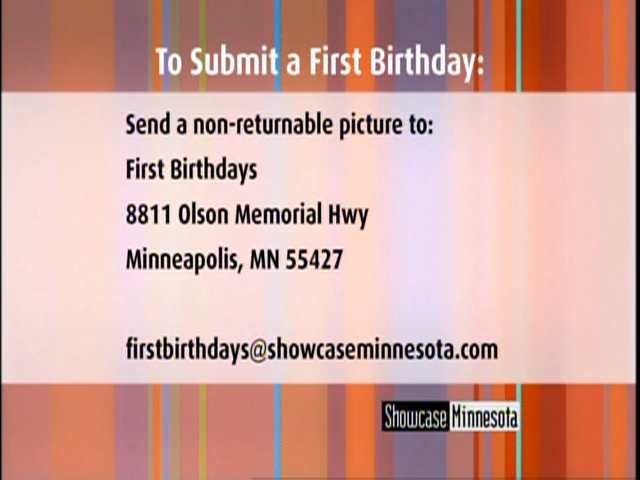 To Submit a First Birthday:
Send a non-returnable picture to:
First Birthdays
8811 Olson Memorial Hwy
Minneapolis, MN 55427
firstbirthdays@showcaseminnesota.com
Showcase Minnesota